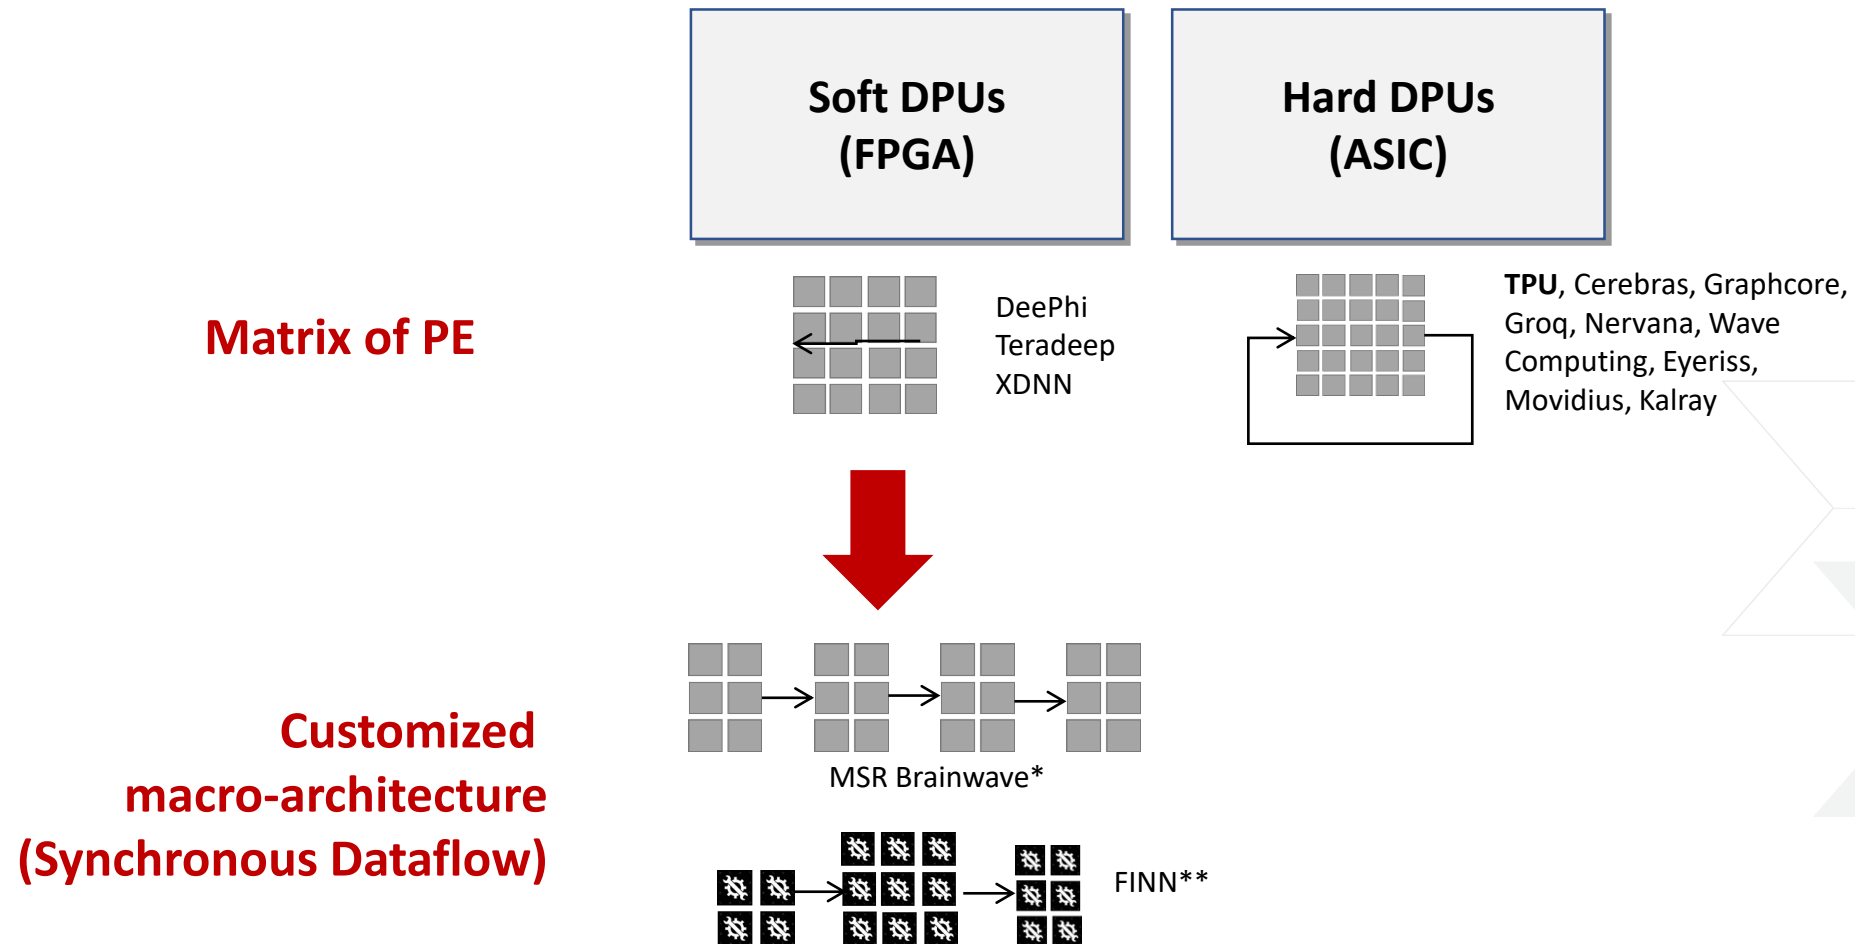 Soft DPUs
(FPGA)
Hard DPUs
(ASIC)
Matrix of PE
DeePhi
Teradeep
XDNN
TPU, Cerebras, Graphcore,
Groq, Nervana, Wave
Computing, Eyeriss,
Movidius, Kalray
Customized
macro-architecture
(Synchronous Dataflow)
MSR Brainwave*
FINN**